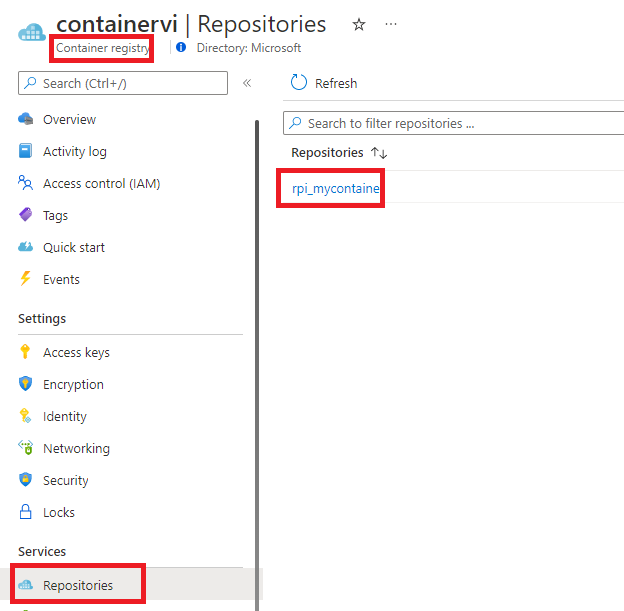 containervi | Repositories
Container registry
Directory: Microsoft
Search (Ctrl+/)
Overview
Activity log
Access control (IAM)
Tags
Quick start
Events
Settings
Access keys
Encryption
Identity
Networking
Security
Locks
Services
Repositories
Refresh
Search to filter repositories ...
Repositories
rpi_mycontaine